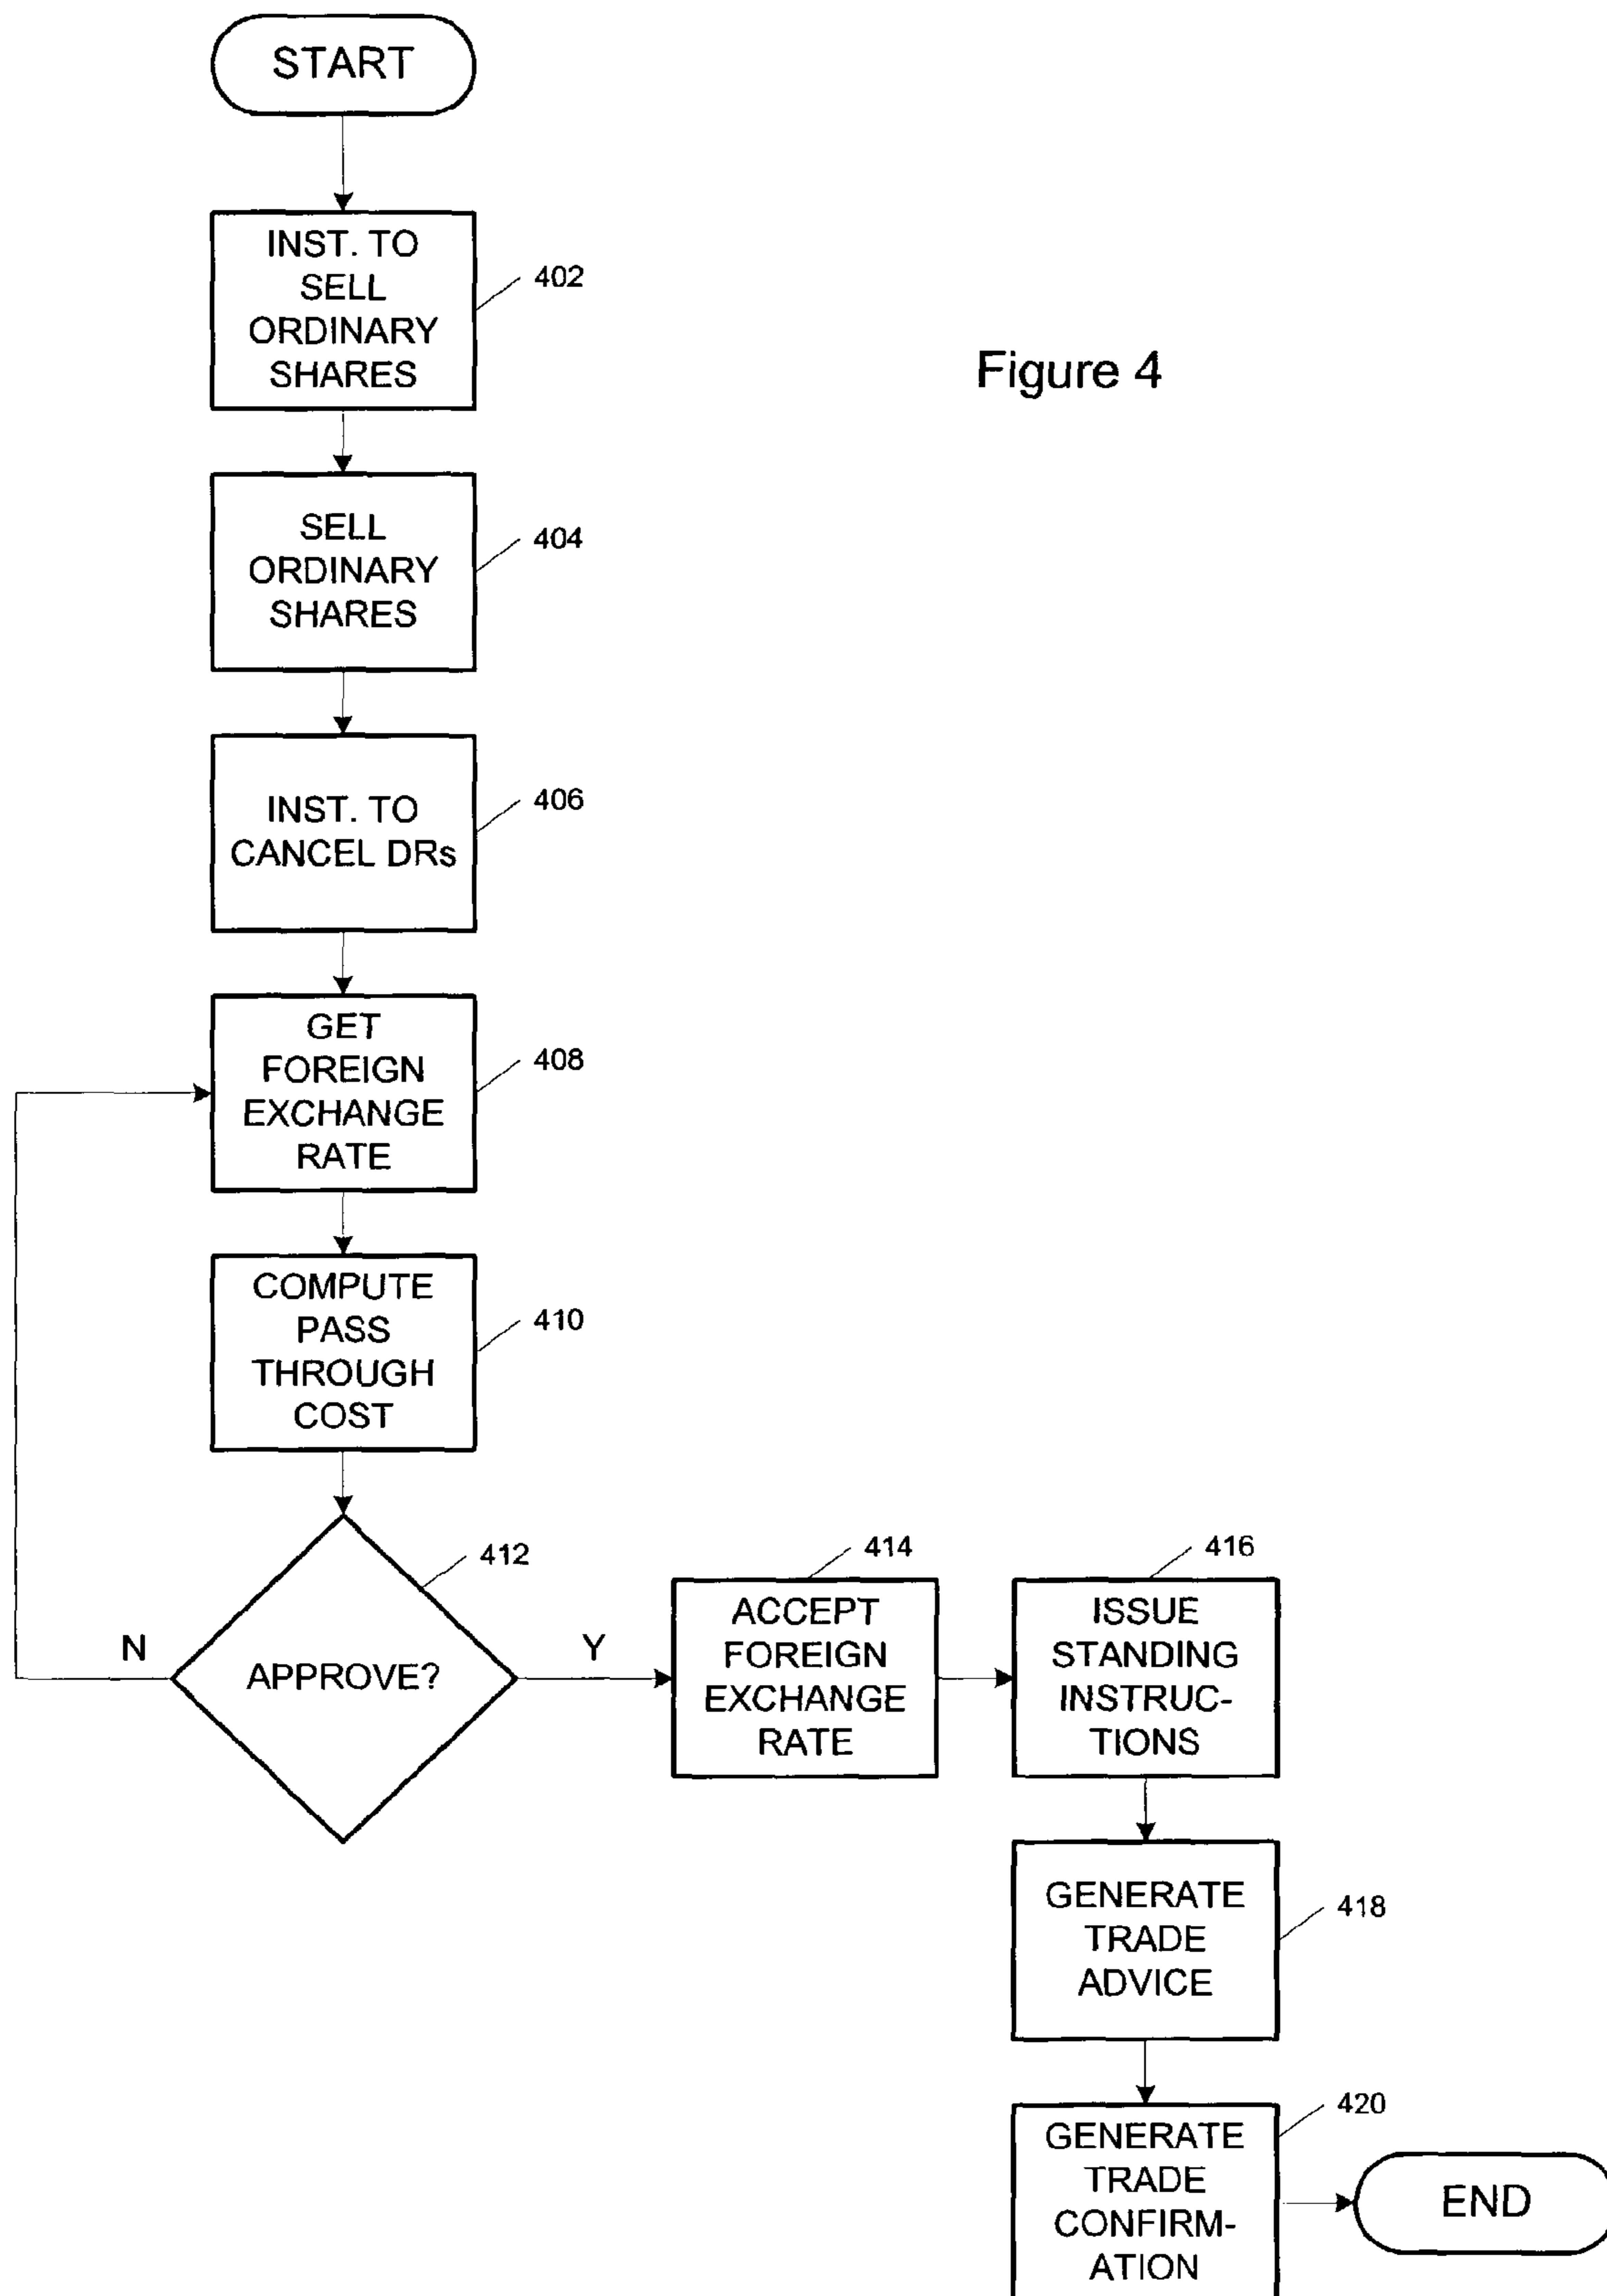 START
INST. TO
SELL
ORDINARY
SHARES
402
Figure 4
SELL
ORDINARY
SHARES
404
INST. TO
CANCEL DRs
406
GET
FOREIGN
EXCHANGE
RATE
408
COMPUTE
PASS
THROUGH
COST
410
APPROVE?
412
N
Y
ACCEPT
FOREIGN
EXCHANGE
RATE
414
ISSUE
STANDING
INSTRUC-
TIONS
416
GENERATE
TRADE
ADVICE
418
GENERATE
TRADE
CONFIRM-
ATION
420
END